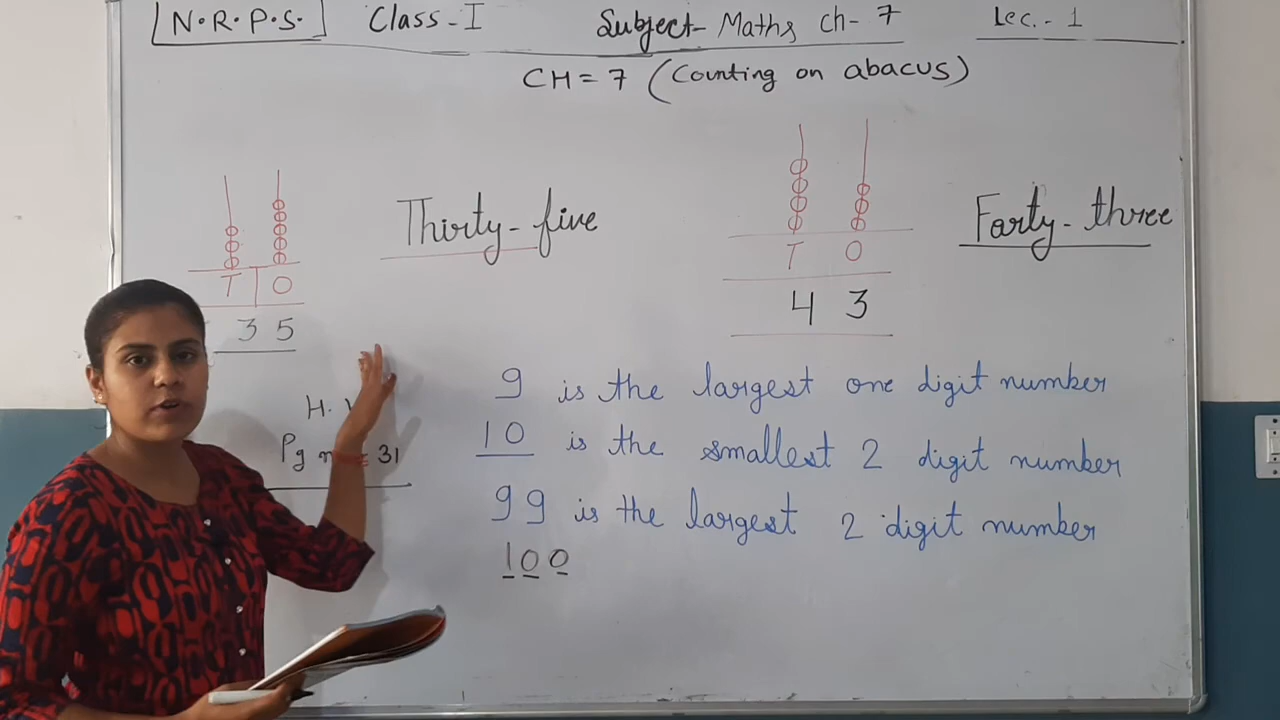 N.R.P.S. Class-I Subject- Maths ch- 7 Lec.- 1
CH = 7 (Counting on abacus)
T O
3 5
Thirty-five
T O
4 3
Farty-three
H.
Pg 31
9 is the largest one digit number
10 is the smallest 2 digit number
99 is the largest 2 digit number
100